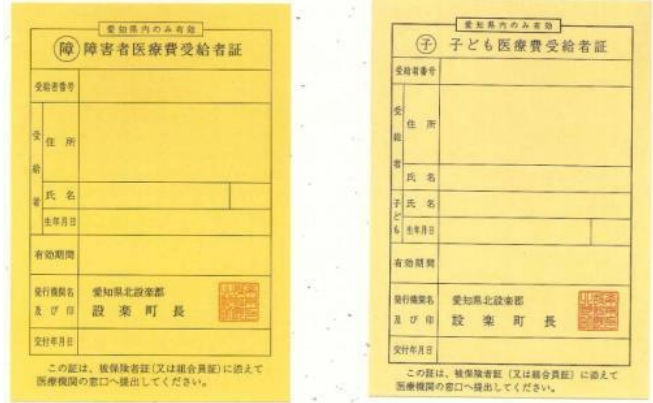 愛知県内のみ有効
障 障害者医療費受給者証
受給者番号
受給者
住所
氏名
生年月日
有効期間
発行機関名及び印
愛知県北設楽郡
設楽町長
交付年月日
この証は、被保険者証(又は組合員証)に添えて
医療機関の窓口へ提出してください。
愛知県内のみ有効
子 子ども医療費受給者証
受給者番号
受給者
住所
氏名
子ども
氏名
生年月日
有効期間
発行機関名及び印
愛知県北設楽郡
設楽町長
交付年月日
この証は、被保険者証(又は組合員証)に添えて
医療機関の窓口へ提出してください。